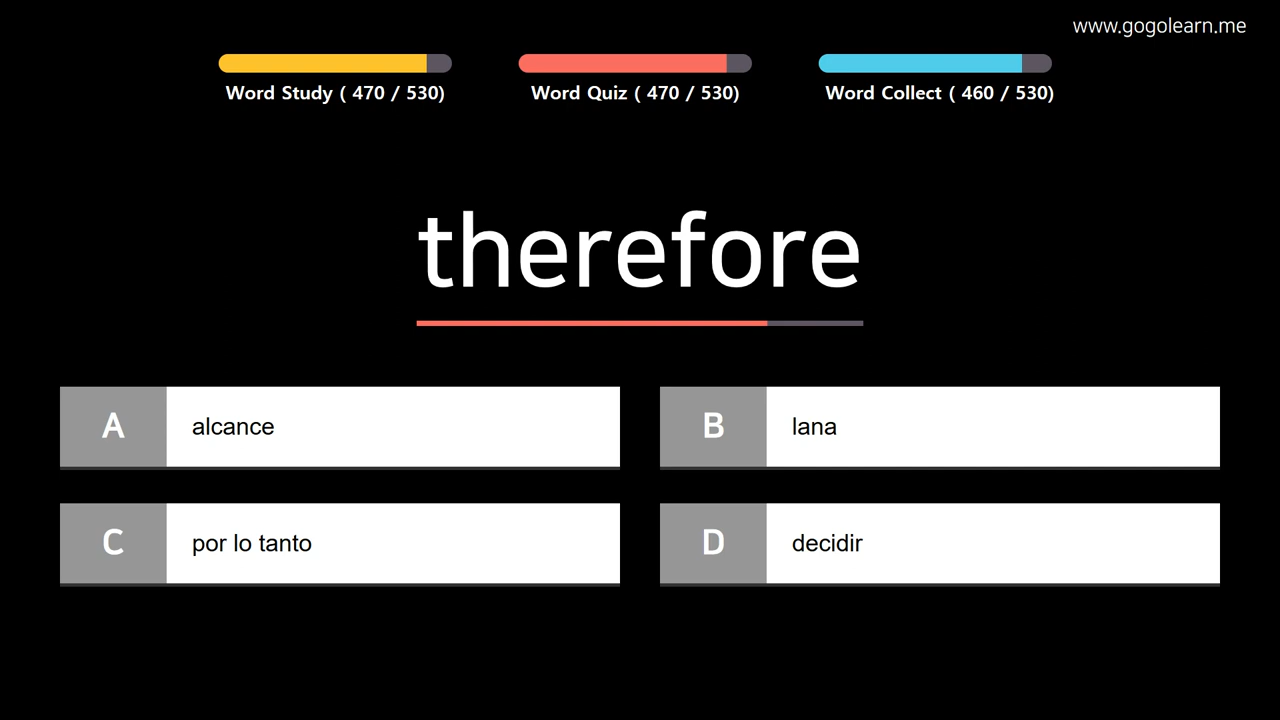 www.gogolearn.me
Word Study ( 470 / 530)
Word Quiz ( 470 / 530)
Word Collect ( 460 / 530)
therefore
A alcance
B lana
C por lo tanto
D decidir